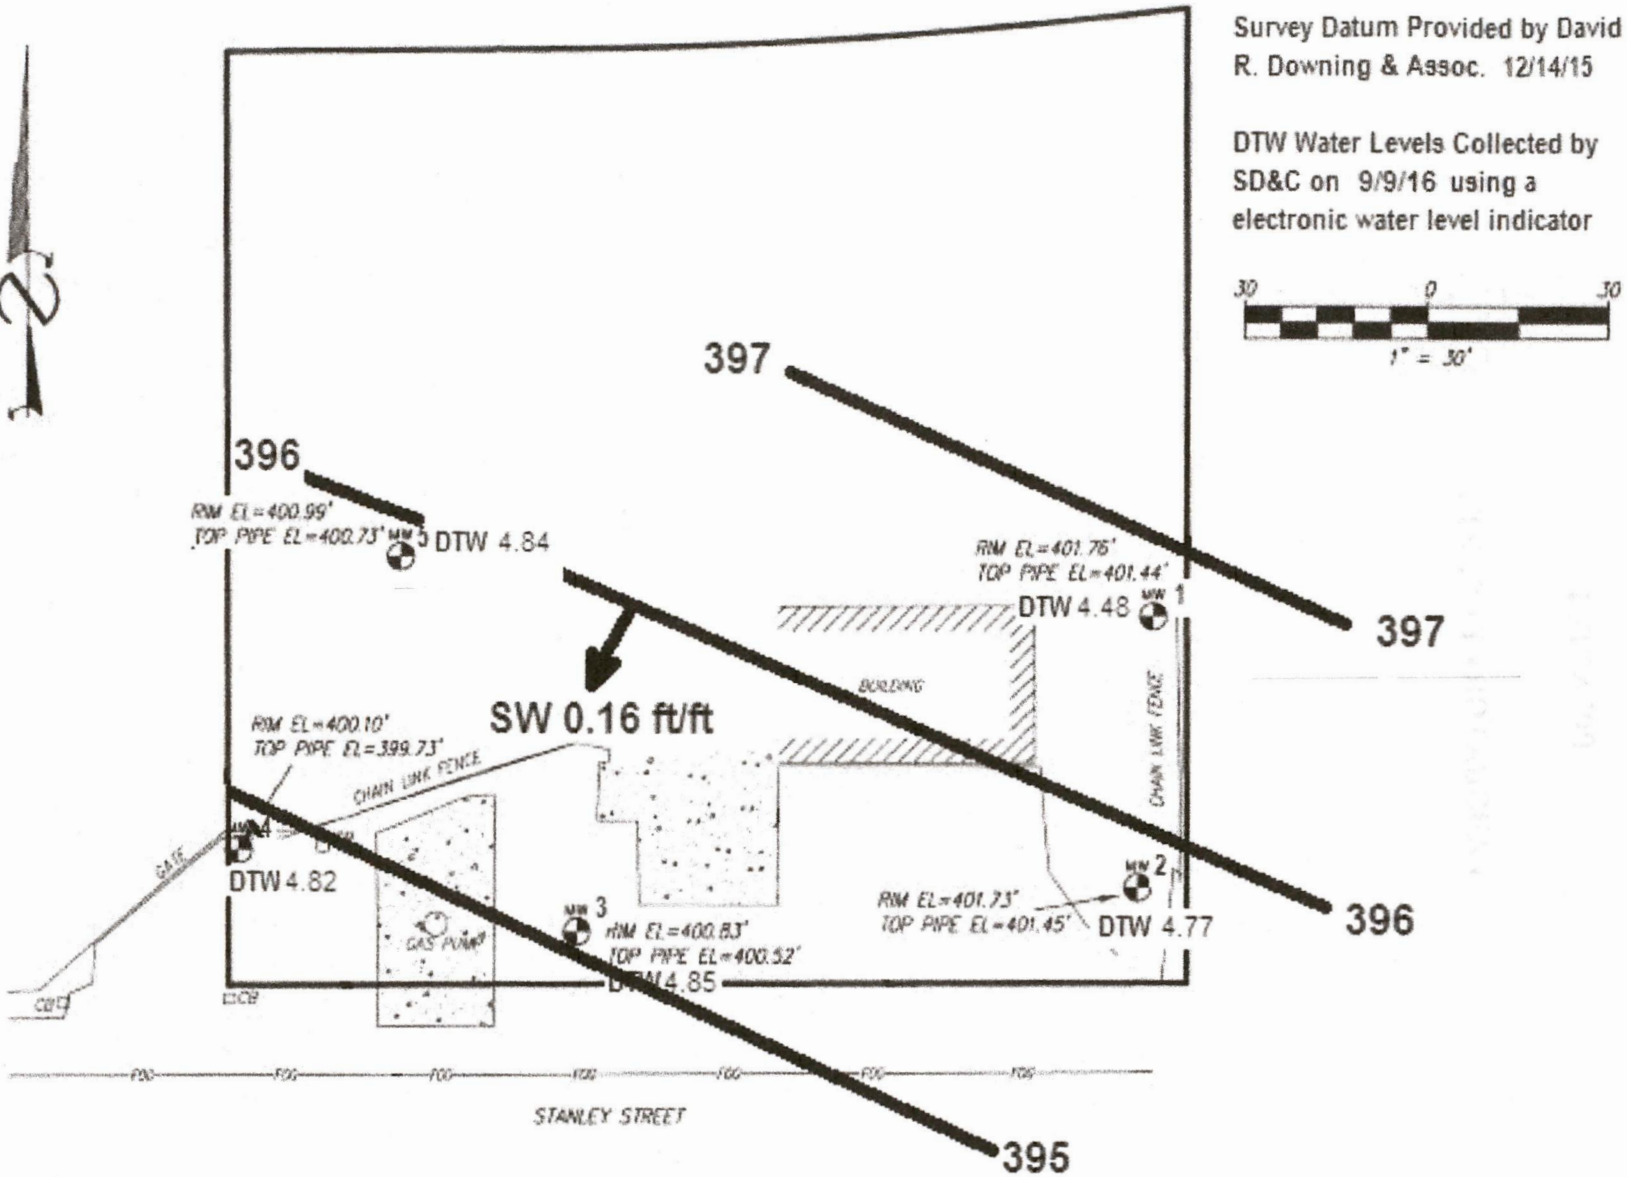 Survey Datum Provided by David
R. Downing & Assoc. 12/14/15
DTW Water Levels Collected by
SD&C on 9/9/16 using a
electronic water level indicator
30 0 30
1" = 30'
397
396
RIM EL=400.99'
TOP PIPE EL=400.73'
MW 5
DTW 4.84
RIM EL=401.76'
TOP PIPE EL=401.44'
MW 1
DTW 4.48
397
BUILDING
CHAIN LINK FENCE
SW 0.16 ft/ft
RIM EL=400.10'
TOP PIPE EL=399.73'
CHAIN LINK FENCE
MW 4
GATE
DTW 4.82
MW 2
RIM EL=401.73'
TOP PIPE EL=401.45'
DTW 4.77
396
MW 3
RIM EL=400.83'
TOP PIPE EL=400.52'
DTW 4.85
GAS PUMP
CB
CB
STANLEY STREET
395